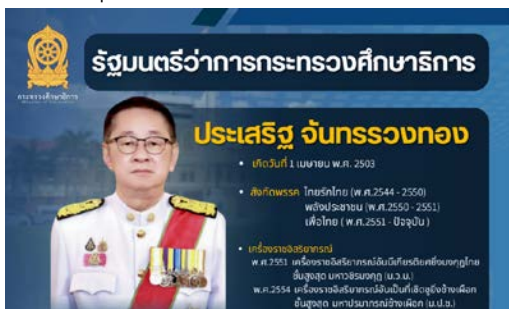 รัฐมนตรีว่าการกระทรวงศึกษาธิการ
กระทรวงศึกษาธิการ
ประเสริฐ จันทรรวงทอง
• เกิดวันที่ 1 เมษายน พ.ศ. 2503
• สังกัดพรรค ไทยรักไทย (พ.ศ.2544 - 2550)
พลังประชาชน (พ.ศ.2550 - 2551)
เพื่อไทย ( พ.ศ.2551 - ปัจจุบัน )
• เครื่องราชอิสริยาภรณ์
พ.ศ.2551 เครื่องราชอิสริยาภรณ์อันมีเกียรติยศยิ่งมงกุฎไทย
ชั้นสูงสุด มหาวชิรมงกุฎ (ม.ว.ม.)
พ.ศ.2554 เครื่องราชอิสริยาภรณ์อันเป็นที่เชิดชูยิ่งช้างเผือก
ชั้นสูงสุด มหาปรมาภรณ์ช้างเผือก (ม.ป.ช.)